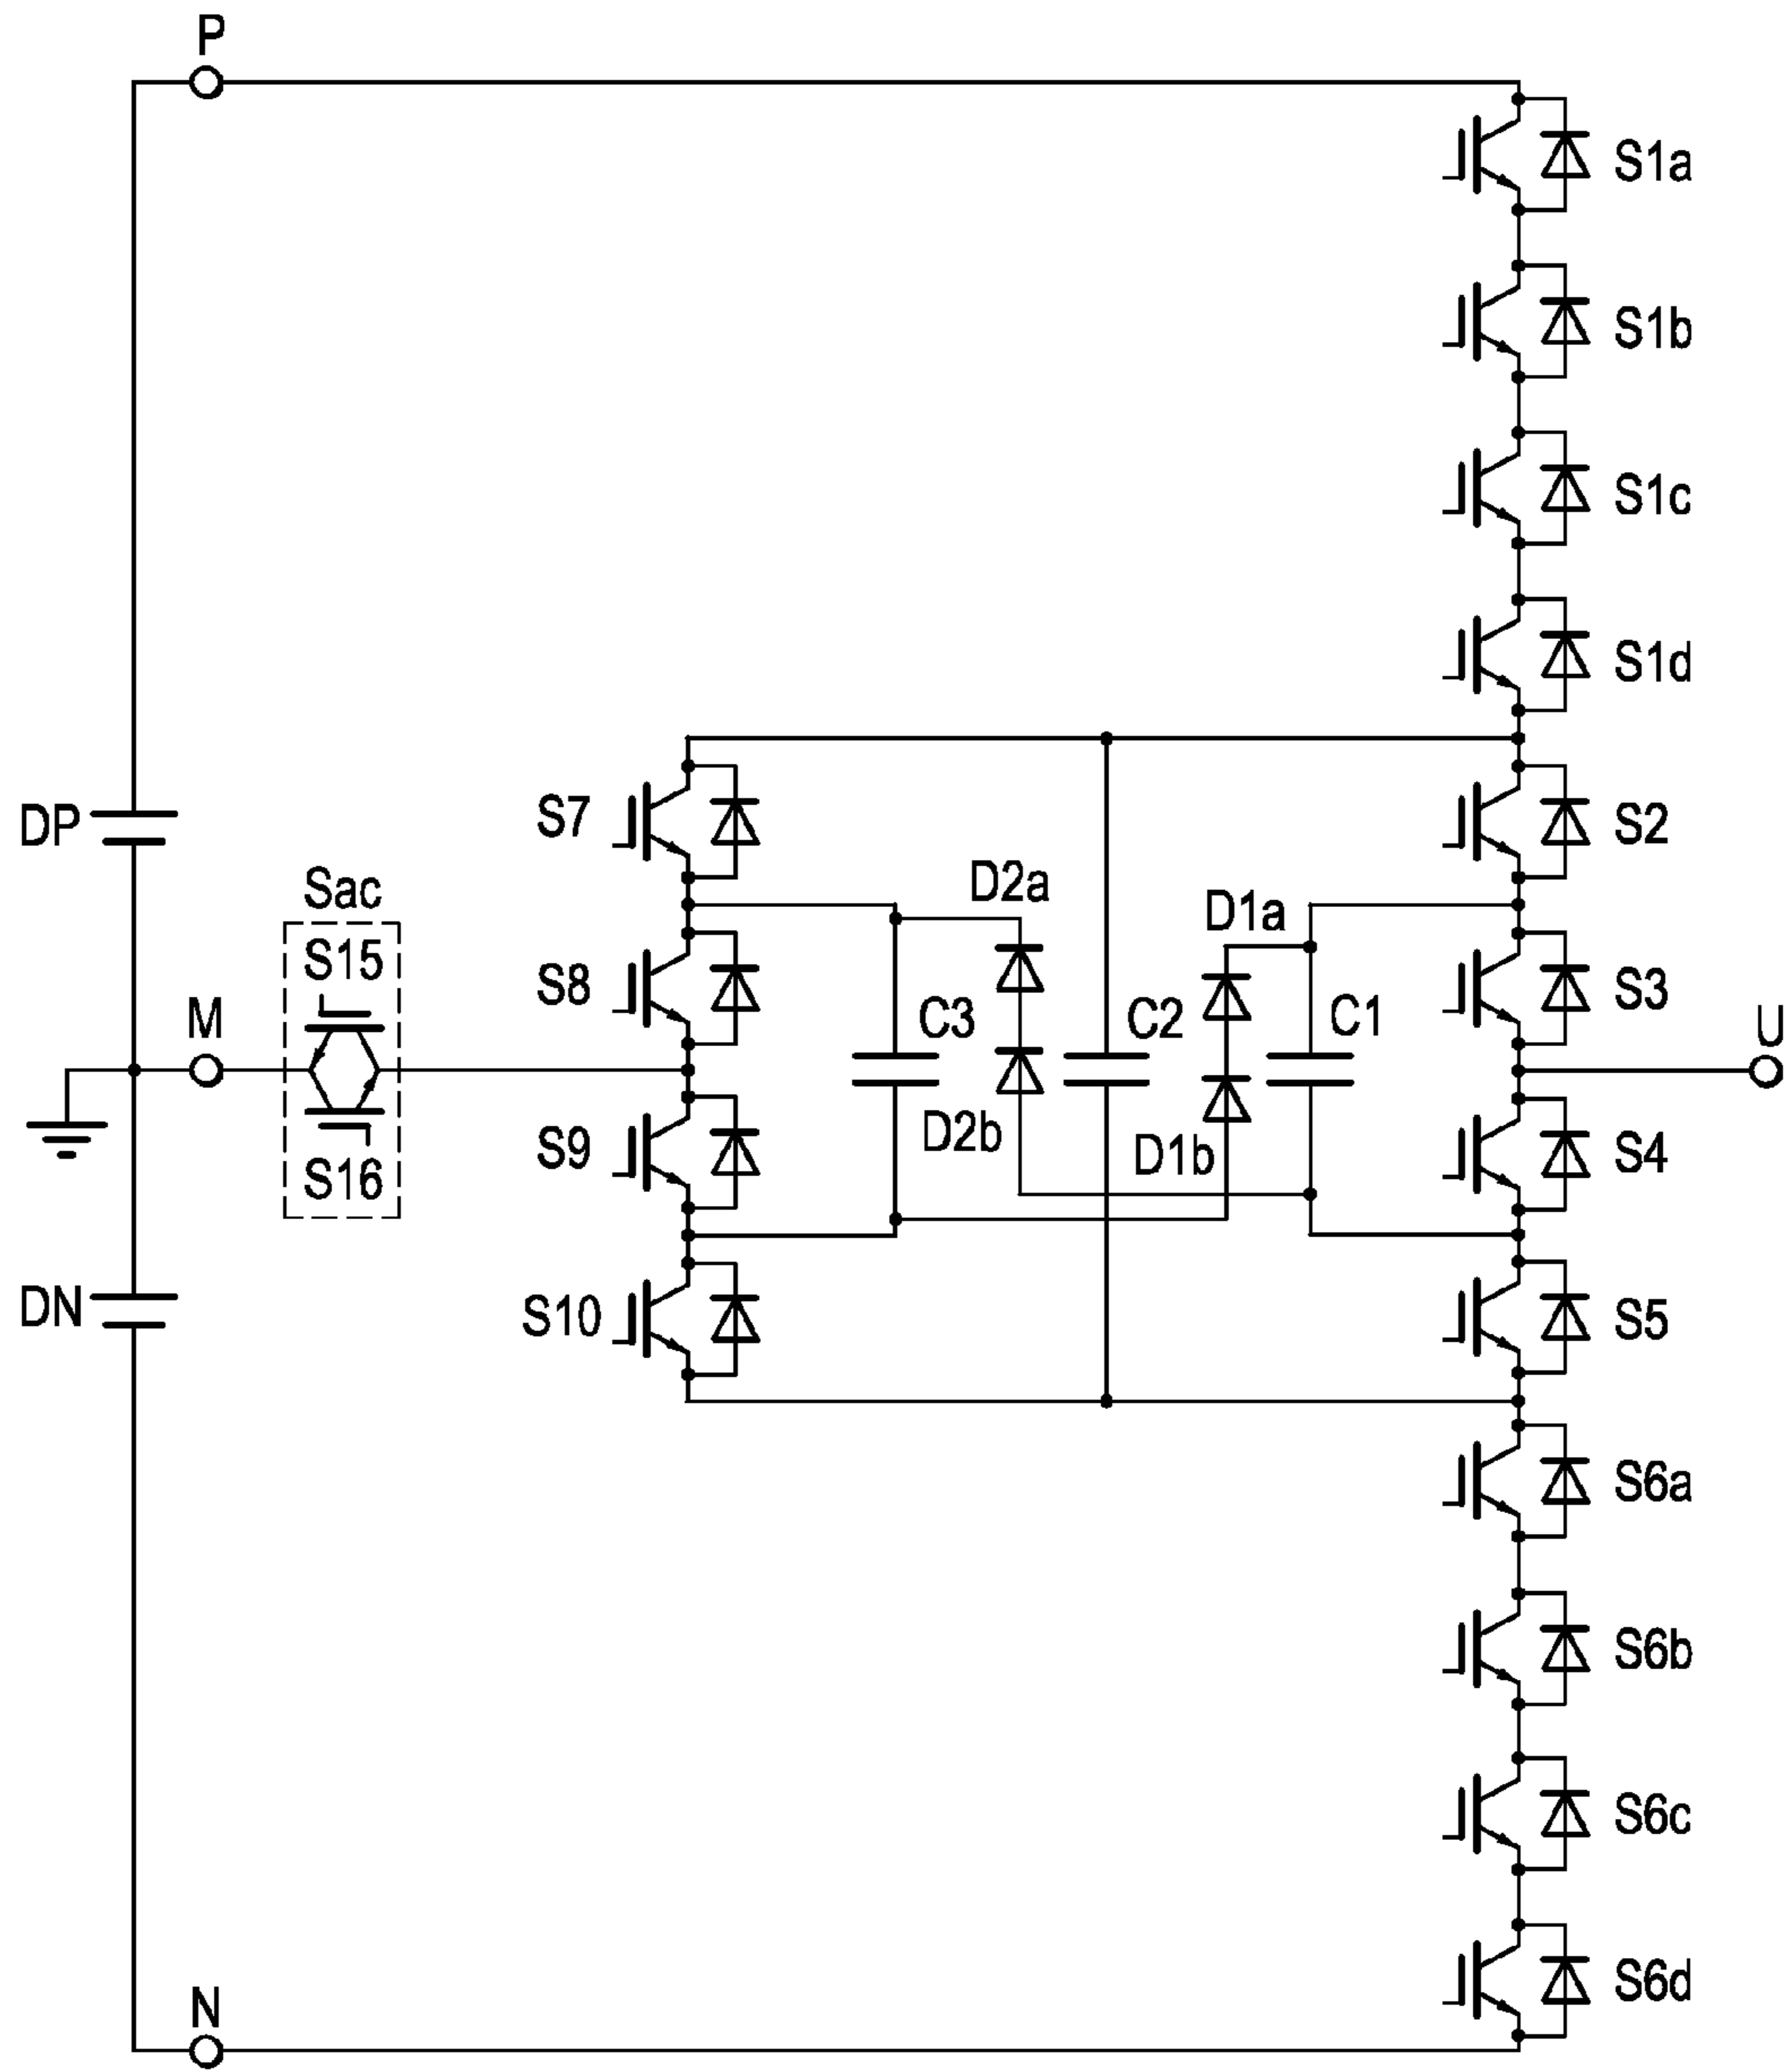 P
S1a
S1b
S1c
S1d
DP
S7
S2
Sac
D2a
D1a
S15
S8
S3
M
C3
C2
C1
U
S9
D2b
D1b
S4
S16
DN
S10
S5
S6a
S6b
S6c
S6d
N